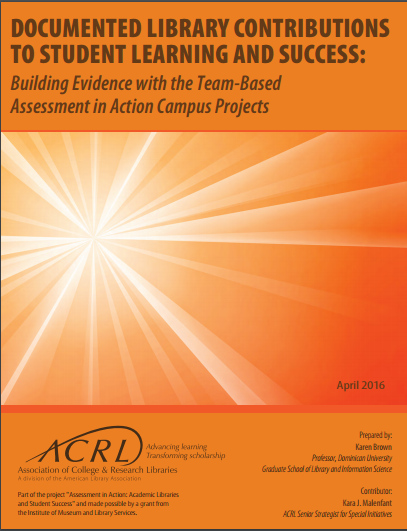 DOCUMENTED LIBRARY CONTRIBUTIONS
TO STUDENT LEARNING AND SUCCESS:
Building Evidence with the Team-Based
Assessment in Action Campus Projects
April 2016
ACRL
Advancing learning
Transforming scholarship
Association of College & Research Libraries
A division of the American Library Association
Part of the project "Assessment in Action: Academic Libraries
and Student Success" and made possible by a grant from
the Institute of Museum and Library Services.
Prepared by:
Karen Brown
Professor, Dominican University
Graduate School of Library and Information Science
Contributor:
Kara J. Malenfant
ACRL Senior Strategist for Special Initiatives